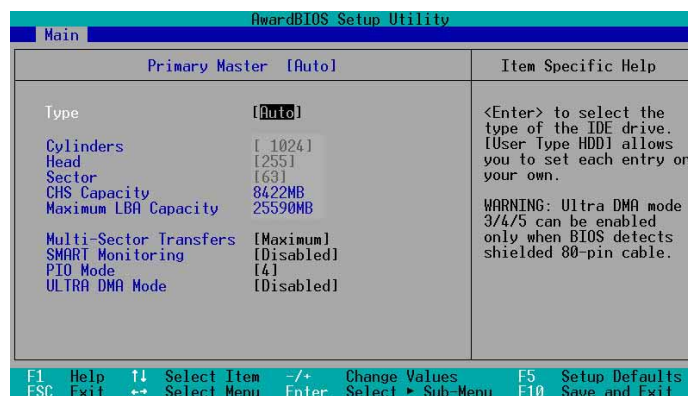 AwardBIOS Setup Utility
Main
Primary Master [Auto]
Item Specific Help
Type [Auto]
Cylinders [ 1024]
Head [255]
Sector [63]
CHS Capacity 8422MB
Maximum LBA Capacity 25590MB
Multi-Sector Transfers [Maximum]
SMART Monitoring [Disabled]
PIO Mode [4]
ULTRA DMA Mode [Disabled]
<Enter> to select the
type of the IDE drive.
[User Type HDD] allows
you to set each entry on
your own.
WARNING: Ultra DMA mode
3/4/5 can be enabled
only when BIOS detects
shielded 80-pin cable.
F1 Help ↑↓ Select Item -/+ Change Values F5 Setup Defaults
ESC Exit ←→ Select Menu Enter Select ► Sub-Menu F10 Save and Exit